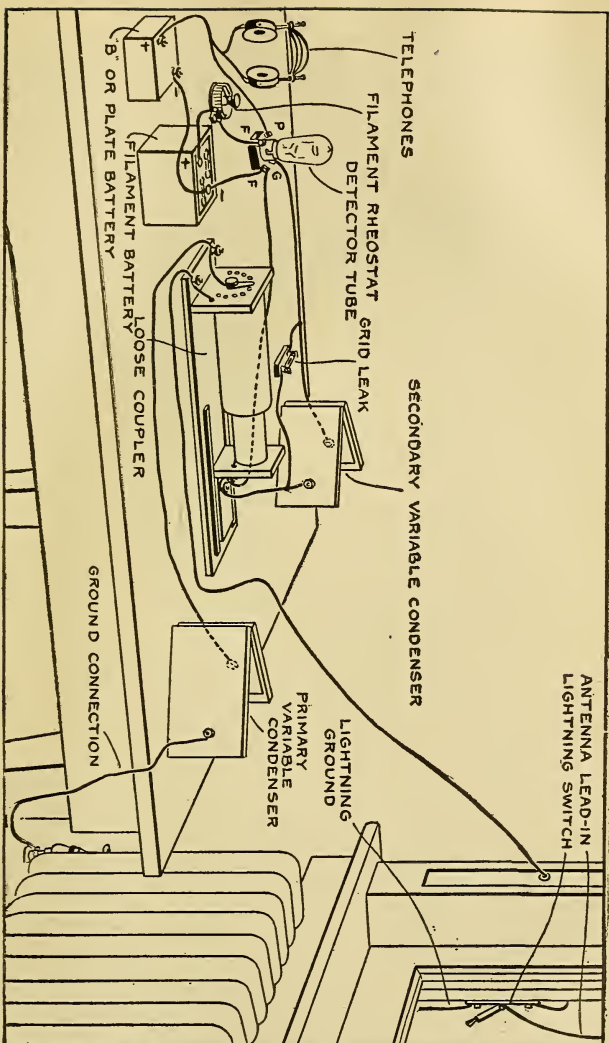 ANTENNA LEAD-IN
LIGHTNING SWITCH
SECONDARY VARIABLE CONDENSER
TELEPHONES
FILAMENT RHEOSTAT
DETECTOR TUBE
GRID LEAK
LIGHTNING
GROUND
PRIMARY
VARIABLE
CONDENSER
P
G
F
F
+
-
+
-
LOOSE COUPLER
FILAMENT BATTERY
"B" OR PLATE BATTERY
GROUND CONNECTION